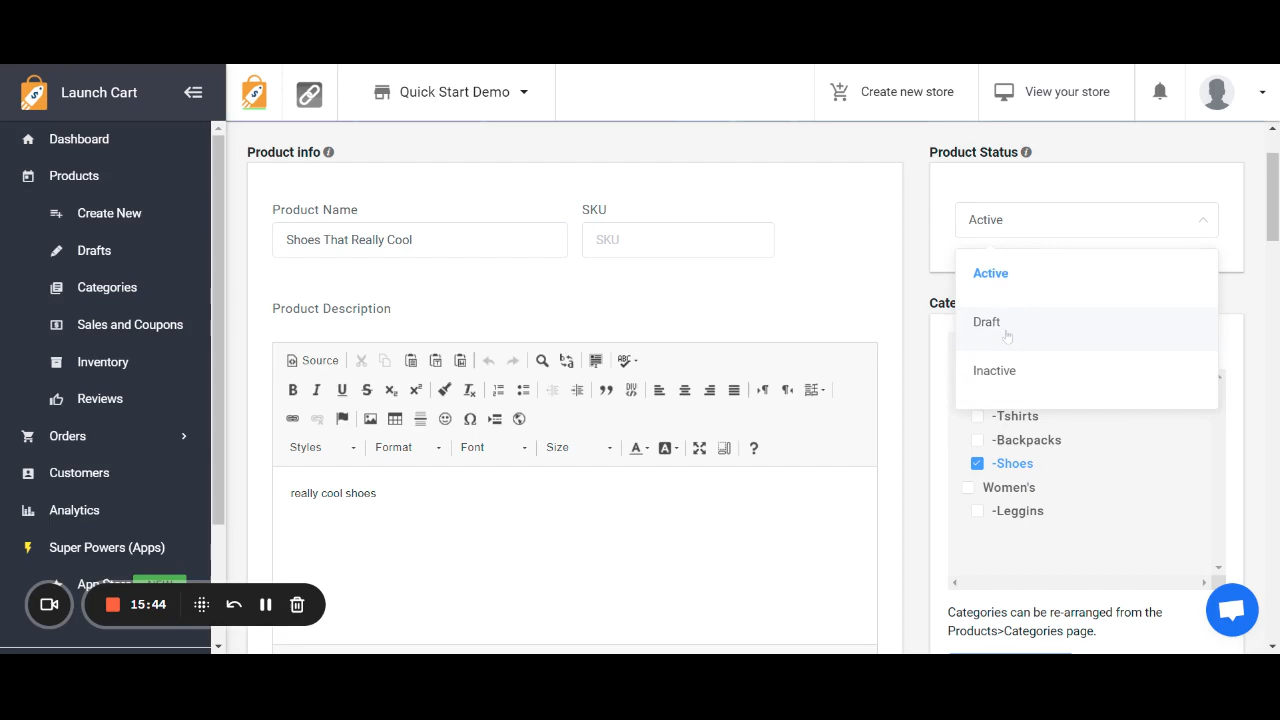 Launch Cart
Quick Start Demo
Create new store
View your store
Dashboard
Products
Create New
Drafts
Categories
Sales and Coupons
Inventory
Reviews
Orders
Customers
Analytics
Super Powers (Apps)
15:44
Product info
Product Name
SKU
Shoes That Really Cool
SKU
Product Description
Source
Styles
Format
Font
Size
really cool shoes
Product Status
Active
Active
Draft
Inactive
Cate
-Tshirts
-Backpacks
-Shoes
Women's
-Leggins
Categories can be re-arranged from the
Products>Categories page.